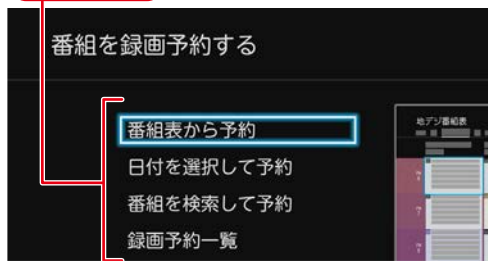 番組を録画予約する
番組表から予約
地デジ番組表
日付を選択して予約
番組を検索して予約
録画予約一覧